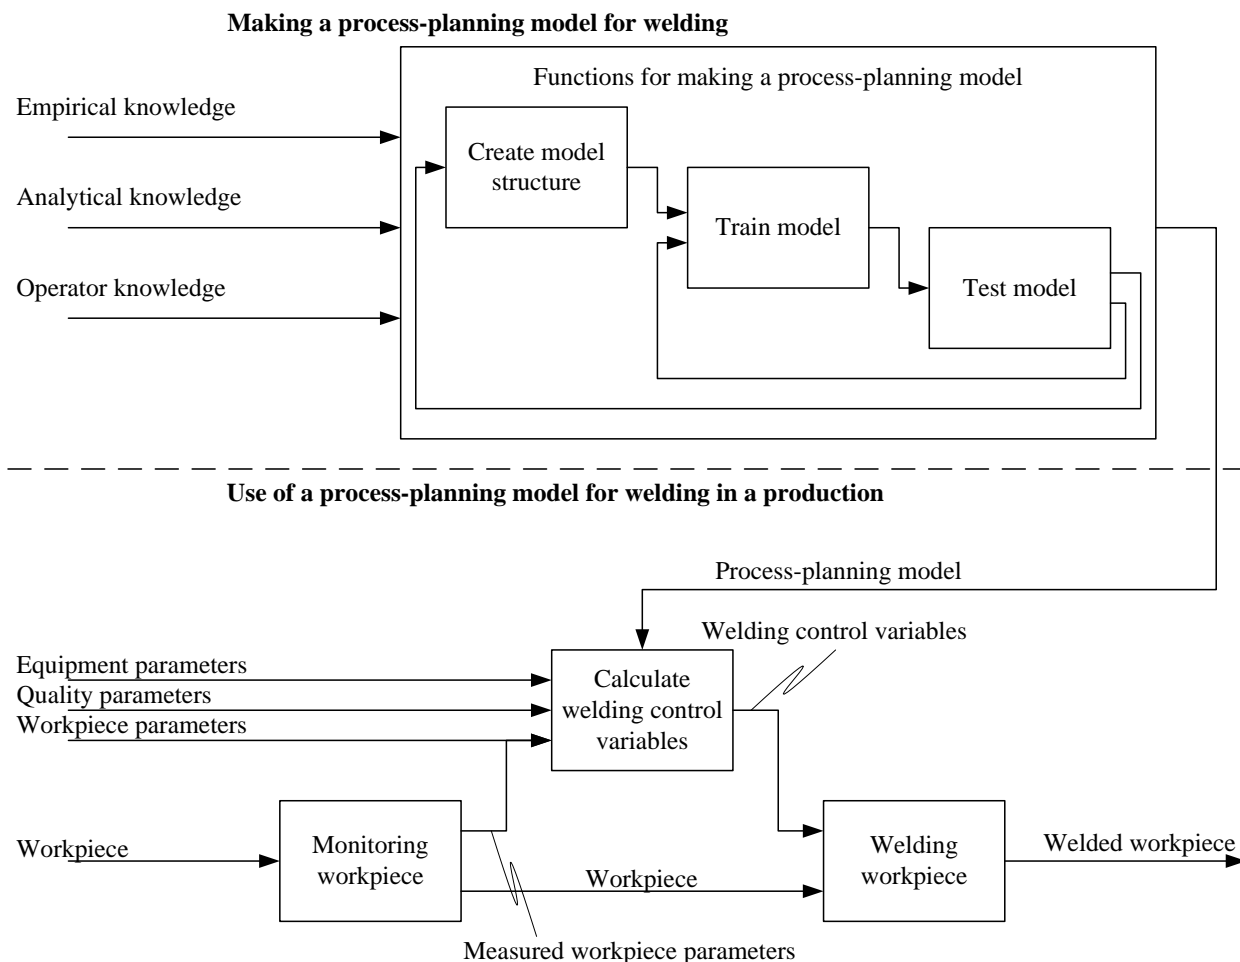 Making a process-planning model for welding
Functions for making a process-planning model
Empirical knowledge
Create model
structure
Analytical knowledge
Train model
Operator knowledge
Test model
Use of a process-planning model for welding in a production
Process-planning model
Welding control variables
Equipment parameters
Quality parameters
Workpiece parameters
Calculate
welding control
variables
Workpiece
Monitoring
workpiece
Workpiece
Welding
workpiece
Welded workpiece
Measured workpiece parameters